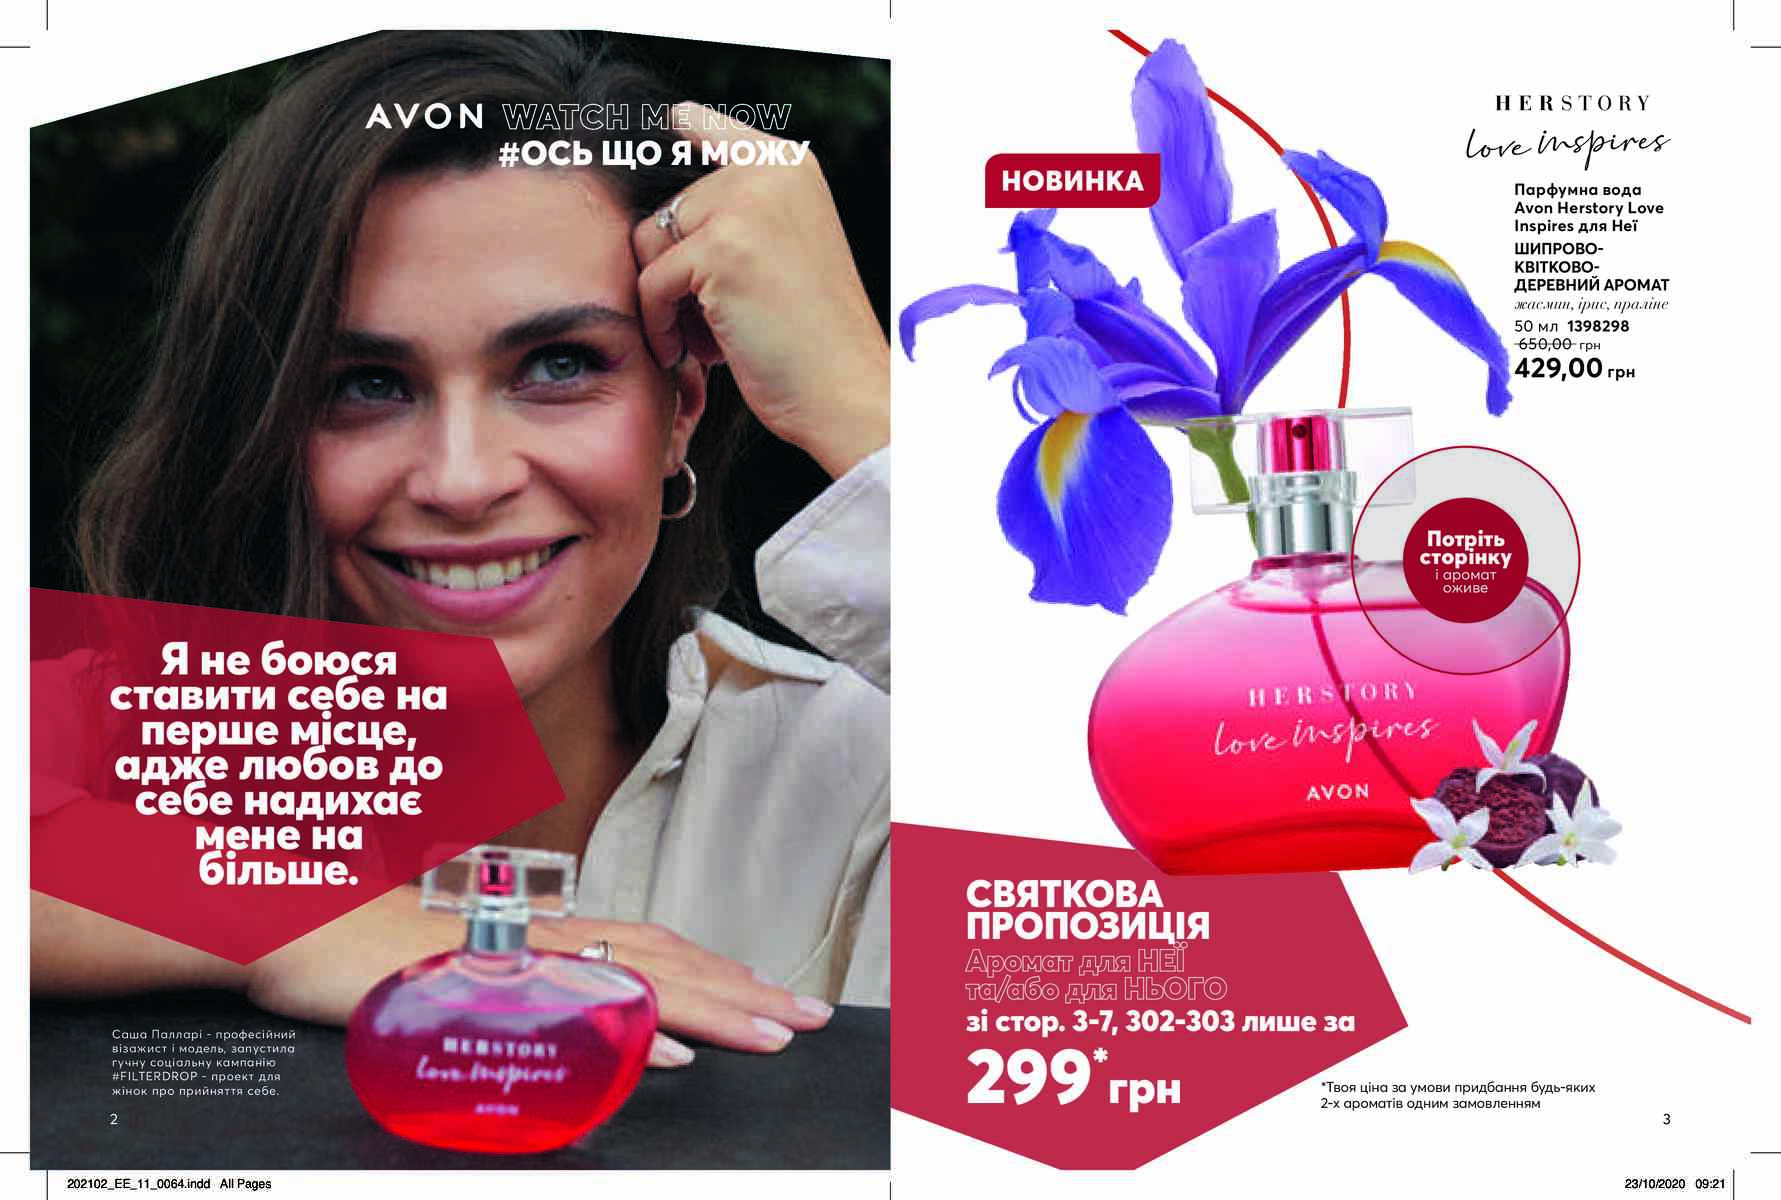 AVON WATCH ME NOW
#ОСЬ ЩО Я МОЖУ
Я не боюся
ставити себе на
перше місце,
адже любов до
себе надихає
мене на
більше.
HERSTORY
love inspires
AVON
Саша Палларі - професійний
візажист і модель, запустила
гучну соціальну кампанію
#FILTERDROP - проект для
жінок про прийняття себе.
2
НОВИНКА
HERSTORY
love inspires
Парфумна вода
Avon Herstory Love
Inspires для Неї
ШИПРОВО-
КВІТКОВО-
ДЕРЕВНИЙ АРОМАТ
жасмин, ірис, праліне
50 мл 1398298
650,00 грн
429,00 грн
Потріть
сторінку
і аромат
оживе
HERSTORY
love inspires
AVON
СВЯТКОВА
ПРОПОЗИЦІЯ
Аромат для НЕЇ
та/або для НЬОГО
зі стор. 3-7, 302-303 лише за
299* грн
*Твоя ціна за умови придбання будь-яких
2-х ароматів одним замовленням
3
202102_EE_11_0064.indd All Pages
23/10/2020 09:21